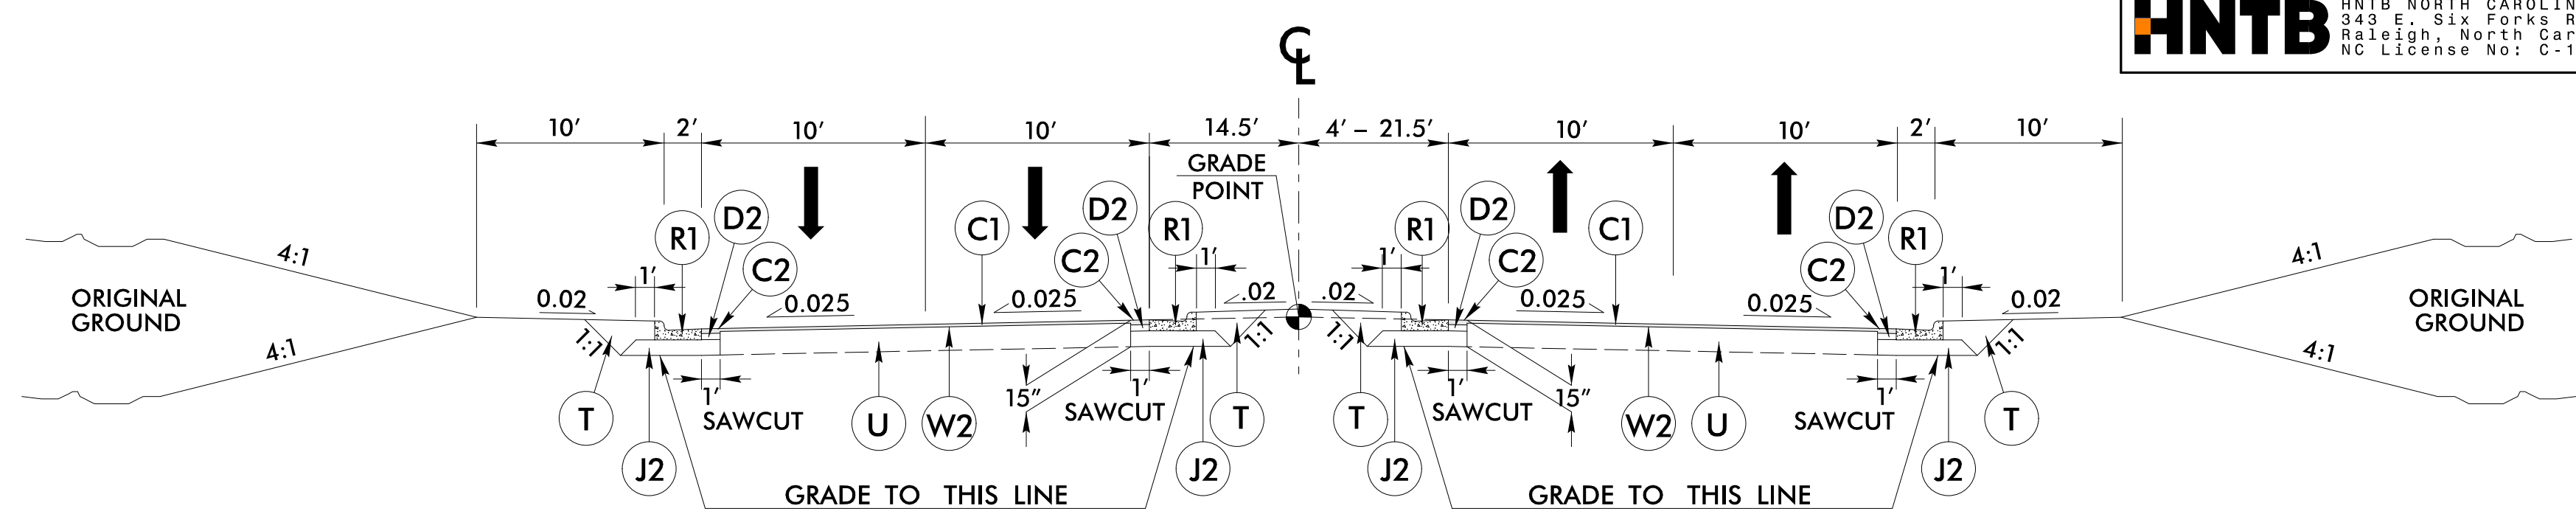 HNTB
HNTB NORTH CAROLIN
343 E. Six Forks R
Raleigh, North Car
NC License No: C-1
CL
10' 2' 10' 10' 14.5' 4' – 21.5' 10' 10' 2' 10'
GRADE
POINT
D2 D2 D2 D2
R1 C1 R1 R1 C1 R1
C2 C2 C2 C2
4:1 1' 1' 1' 1' 4:1
0.02 0.025 0.025 .02 .02 0.025 0.025 0.02
ORIGINAL
GROUND
ORIGINAL
GROUND
4:1 1:1 1:1 1:1 1:1 4:1
1' 15" 1' 1' 15" 1'
SAWCUT SAWCUT SAWCUT SAWCUT
T U W2 T T W2 U T
J2 J2 J2 J2
GRADE TO THIS LINE GRADE TO THIS LINE